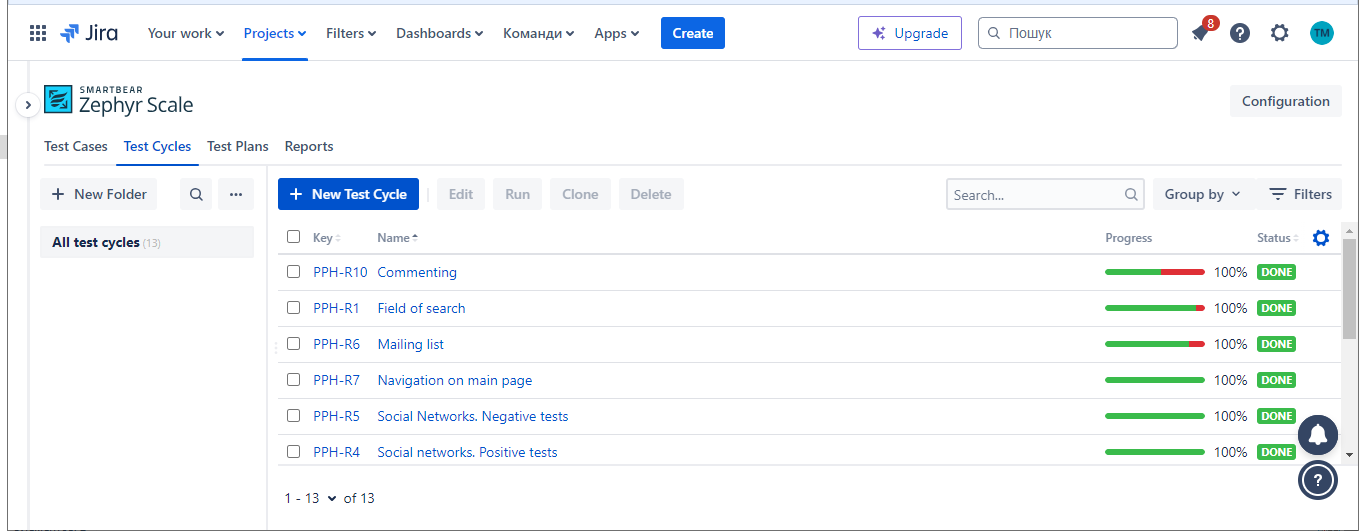 Jira Your work Projects Filters Dashboards Команди Apps Create Upgrade Пошук 8 TM
SMARTBEAR
Zephyr Scale
Configuration
Test Cases Test Cycles Test Plans Reports
+ New Folder ... + New Test Cycle Edit Run Clone Delete Search... Group by Filters
All test cycles (13)
Key Name Progress Status
PPH-R10 Commenting 100% DONE
PPH-R1 Field of search 100% DONE
PPH-R6 Mailing list 100% DONE
PPH-R7 Navigation on main page 100% DONE
PPH-R5 Social Networks. Negative tests 100% DONE
PPH-R4 Social networks. Positive tests 100% DONE
1 - 13 of 13